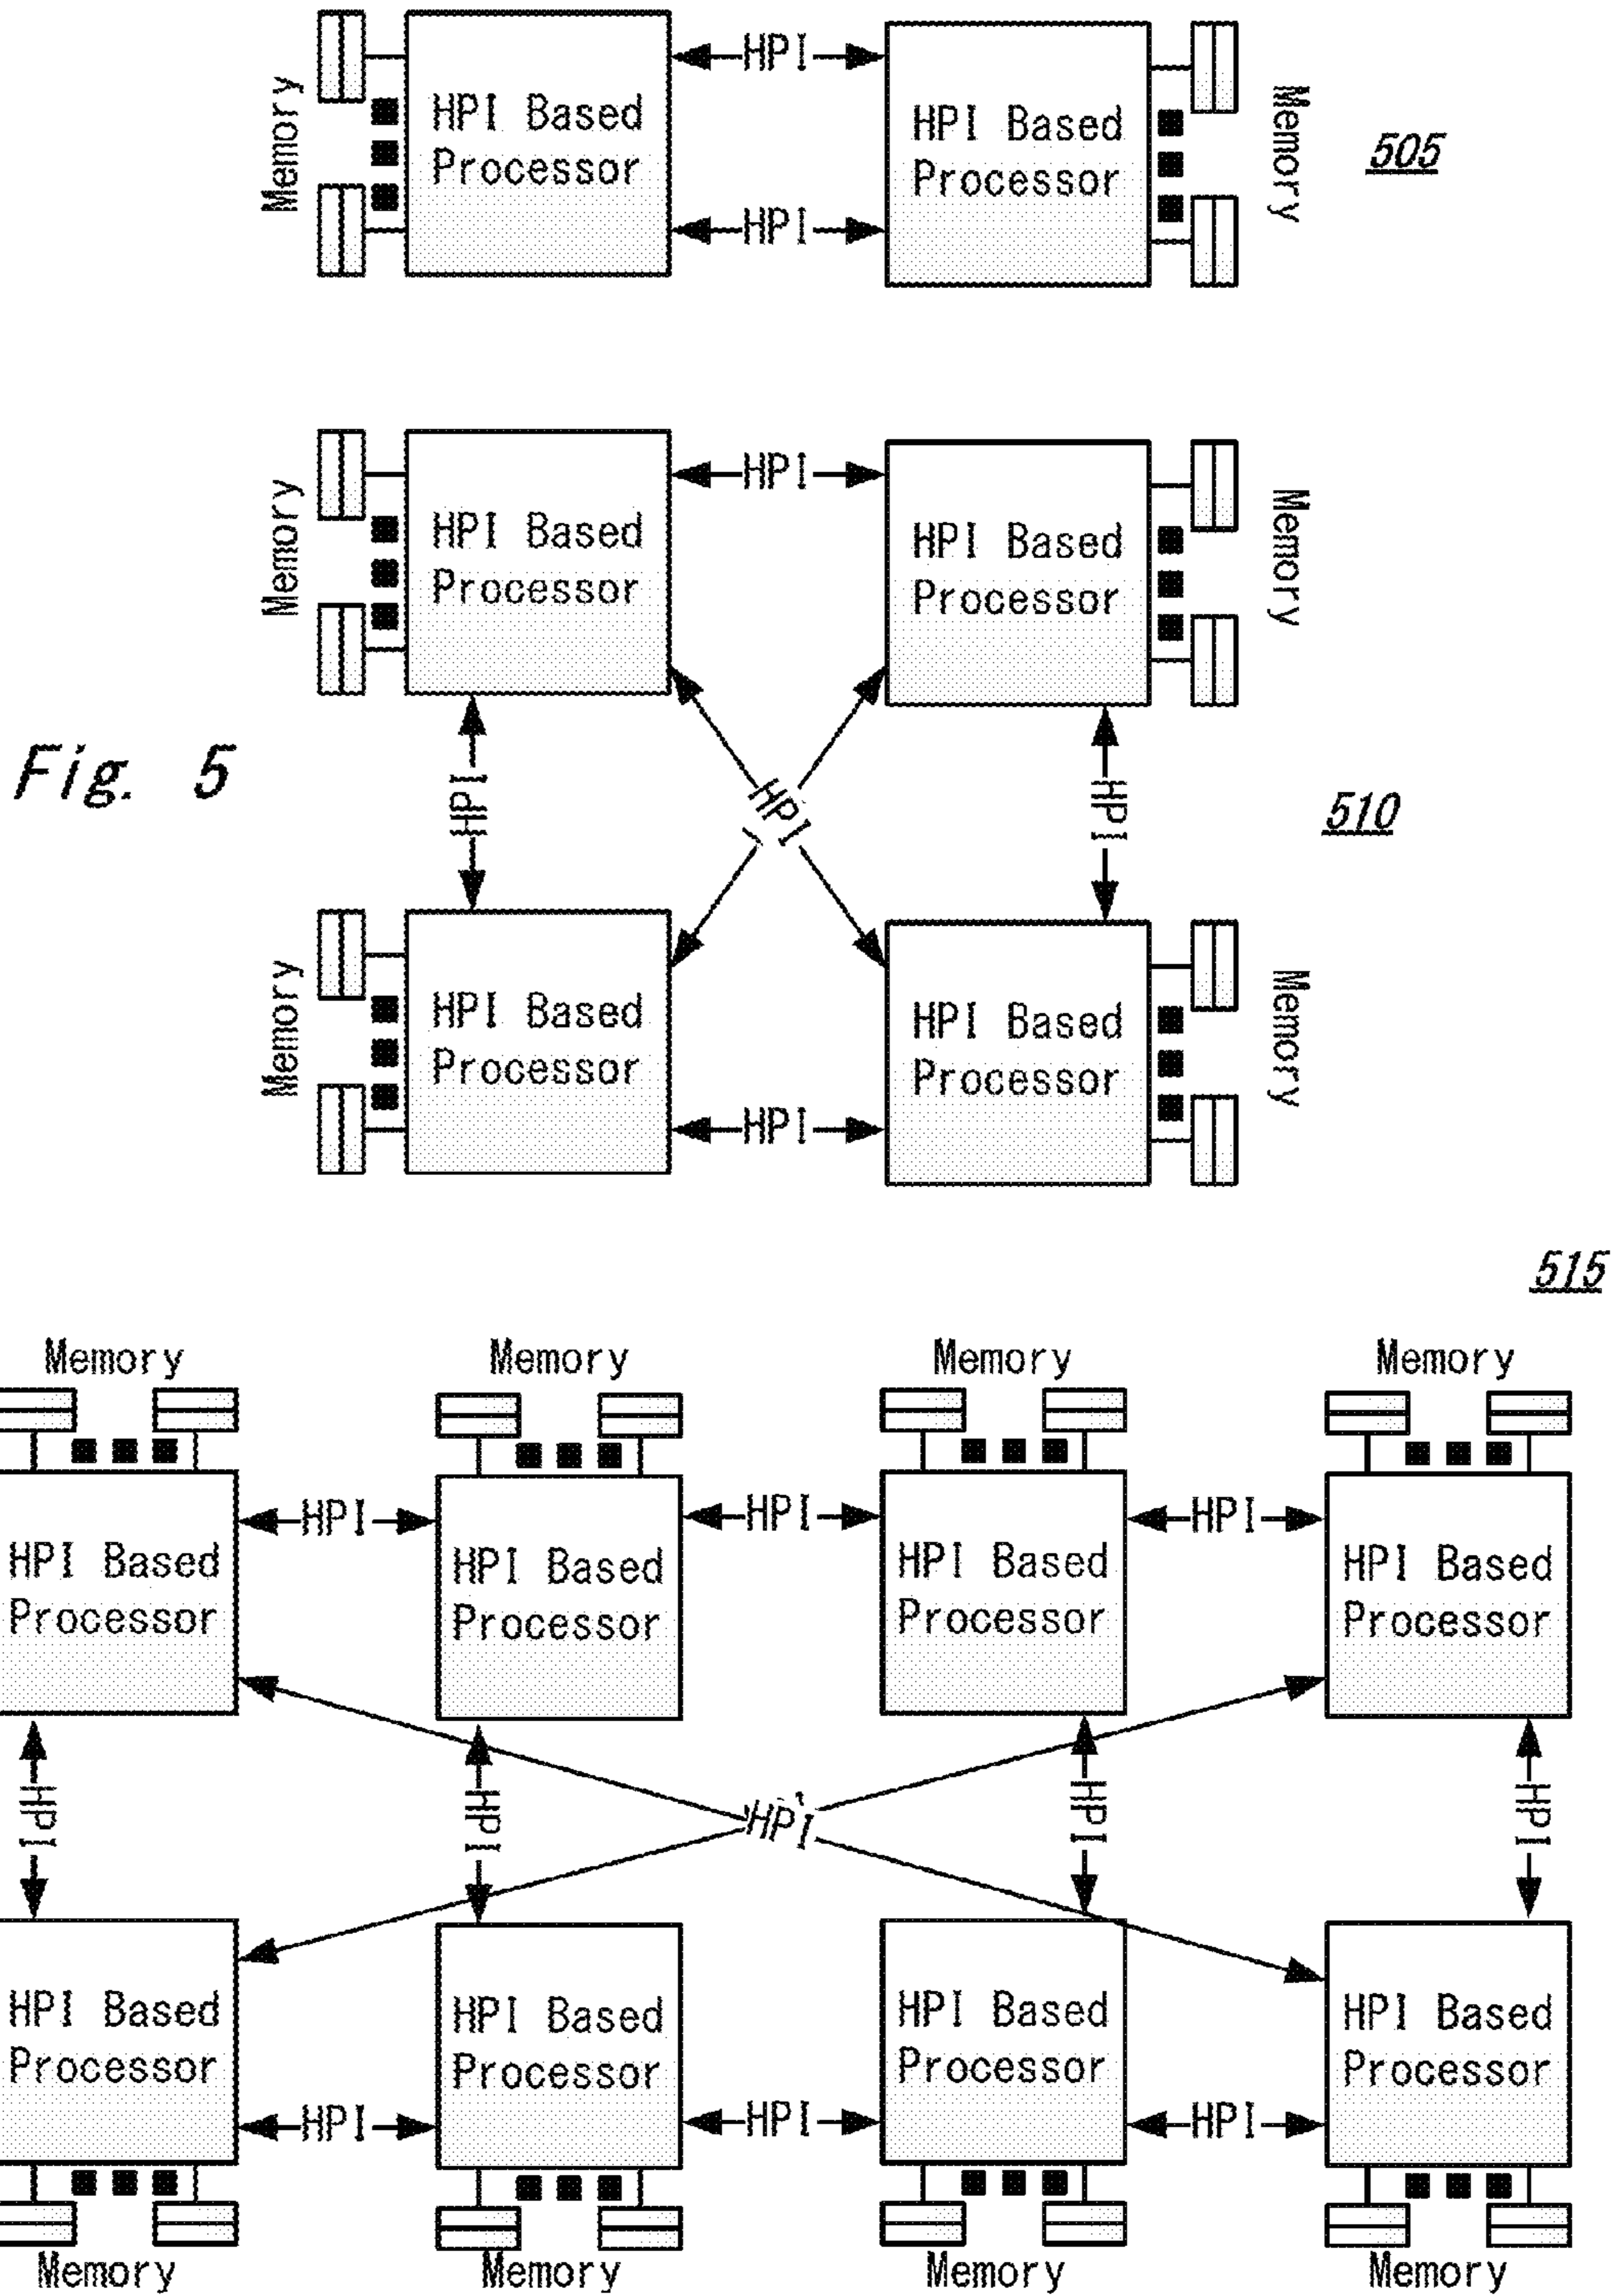 HPI
HPI Based
Processor
HPI Based
Processor
Memory
Memory
505
HPI
HPI
HPI Based
Processor
HPI Based
Processor
Memory
Memory
Fig. 5
HPI
HPI
HPI
510
HPI Based
Processor
HPI Based
Processor
Memory
Memory
HPI
515
Memory
Memory
Memory
Memory
HPI
HPI
HPI
HPI Based
Processor
HPI Based
Processor
HPI Based
Processor
HPI Based
Processor
HPI
HPI
HPI
HPI
HPI
HPI Based
Processor
HPI Based
Processor
HPI Based
Processor
HPI Based
Processor
HPI
HPI
HPI
Memory
Memory
Memory
Memory